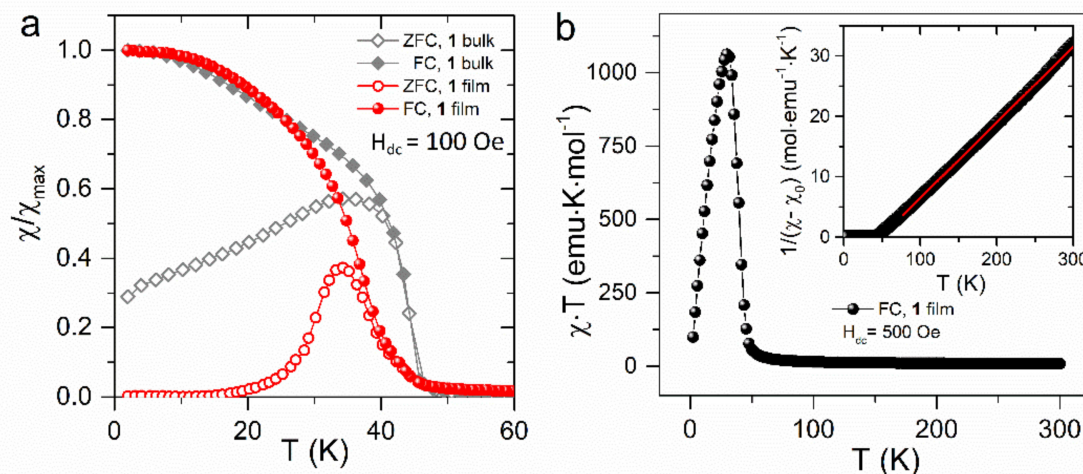 a
ZFC, 1 bulk
FC, 1 bulk
ZFC, 1 film
FC, 1 film
H_dc = 100 Oe
1.0
0.8
0.6
0.4
0.2
0.0
χ/χ_max
0 20 40 60
T (K)
b
1000
750
500
250
0
χ·T (emu·K·mol⁻¹)
0 100 200 300
T (K)
30
20
10
0
1/(χ- χ₀) (mol·emu⁻¹·K⁻¹)
0 100 200 300
T (K)
FC, 1 film
H_dc = 500 Oe